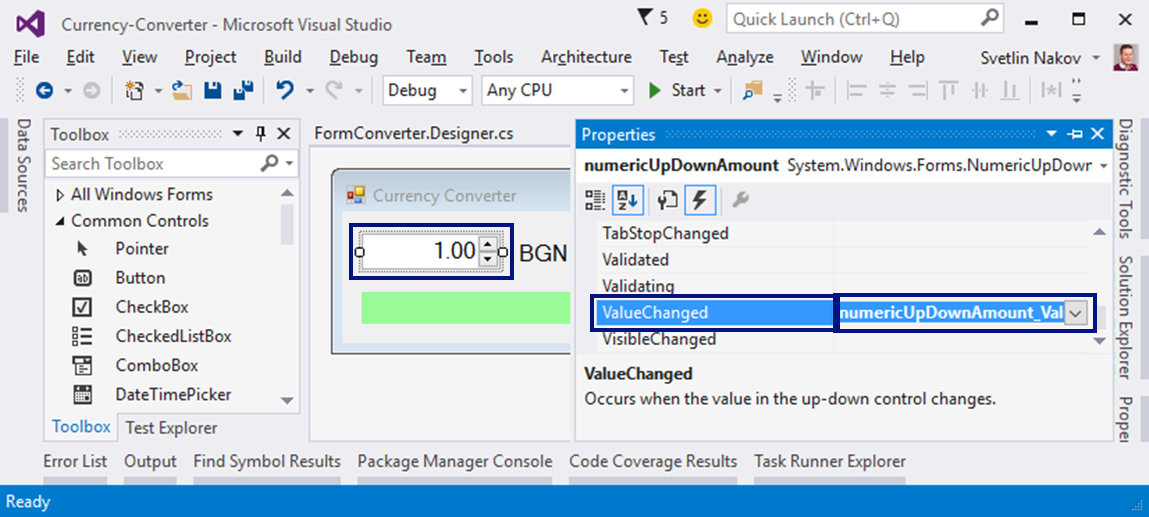 Currency-Converter - Microsoft Visual Studio
5
Quick Launch (Ctrl+Q)
File Edit View Project Build Debug Team Tools Architecture Test Analyze Window Help Svetlin Nakov
Debug Any CPU Start
Data Sources
Toolbox
Search Toolbox
All Windows Forms
Common Controls
Pointer
Button
CheckBox
CheckedListBox
ComboBox
DateTimePicker
Toolbox Test Explorer
FormConverter.Designer.cs
Currency Converter
1.00 BGN
Properties
numericUpDownAmount System.Windows.Forms.NumericUpDown
TabStopChanged
Validated
Validating
ValueChanged numericUpDownAmount_Val
VisibleChanged
ValueChanged
Occurs when the value in the up-down control changes.
Diagnostic Tools
Solution Explorer
Proper
Error List Output Find Symbol Results Package Manager Console Code Coverage Results Task Runner Explorer
Ready